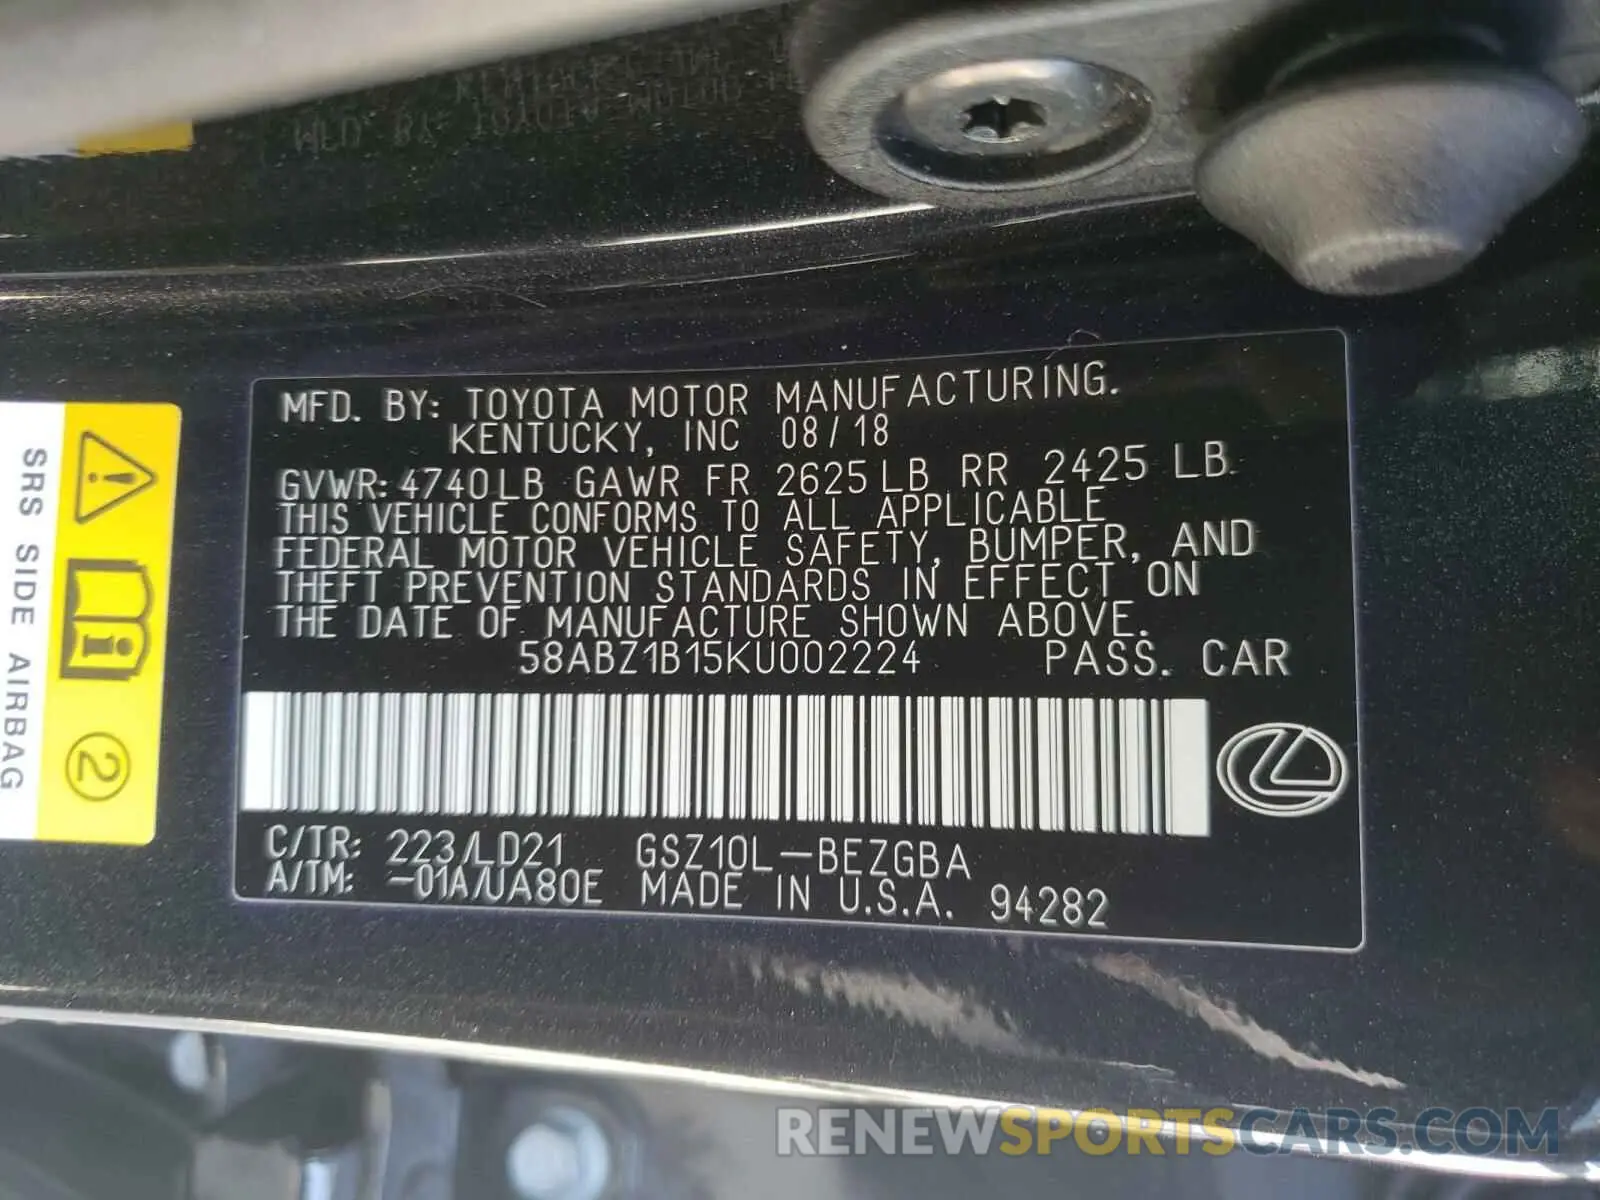 MFD. BY: TOYOTA
MFD. BY: TOYOTA MOTOR MANUFACTURING.
KENTUCKY, INC 08/18
GVWR: 4740LB GAWR FR 2625LB RR 2425 LB.
THIS VEHICLE CONFORMS TO ALL APPLICABLE
FEDERAL MOTOR VEHICLE SAFETY, BUMPER, AND
THEFT PREVENTION STANDARDS IN EFFECT ON
THE DATE OF MANUFACTURE SHOWN ABOVE.
58ABZ1B15KU002224 PASS. CAR
C/TR: 223/LD21 GSZ10L-BEZGBA
A/TM: -01A/UA80E MADE IN U.S.A. 94282
SRS SIDE AIRBAG
2
RENEWSPORTSCARS.COM